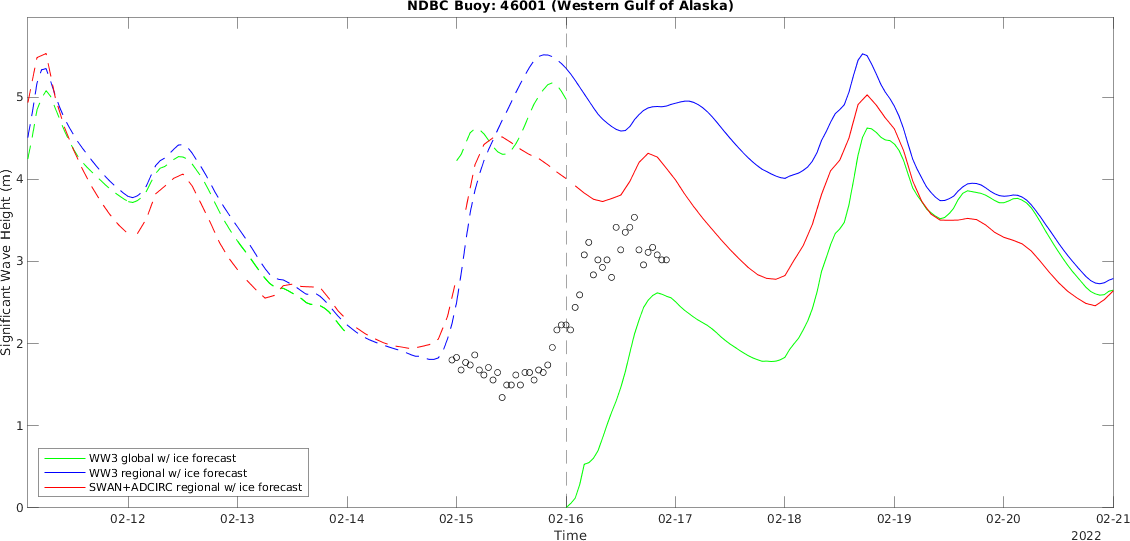 NDBC Buoy: 46001 (Western Gulf of Alaska)
Significant Wave Height (m)
5
4
3
2
1
0
WW3 global w/ ice forecast
WW3 regional w/ ice forecast
SWAN+ADCIRC regional w/ ice forecast
02-12 02-13 02-14 02-15 02-16 02-17 02-18 02-19 02-20 02-21
Time 2022